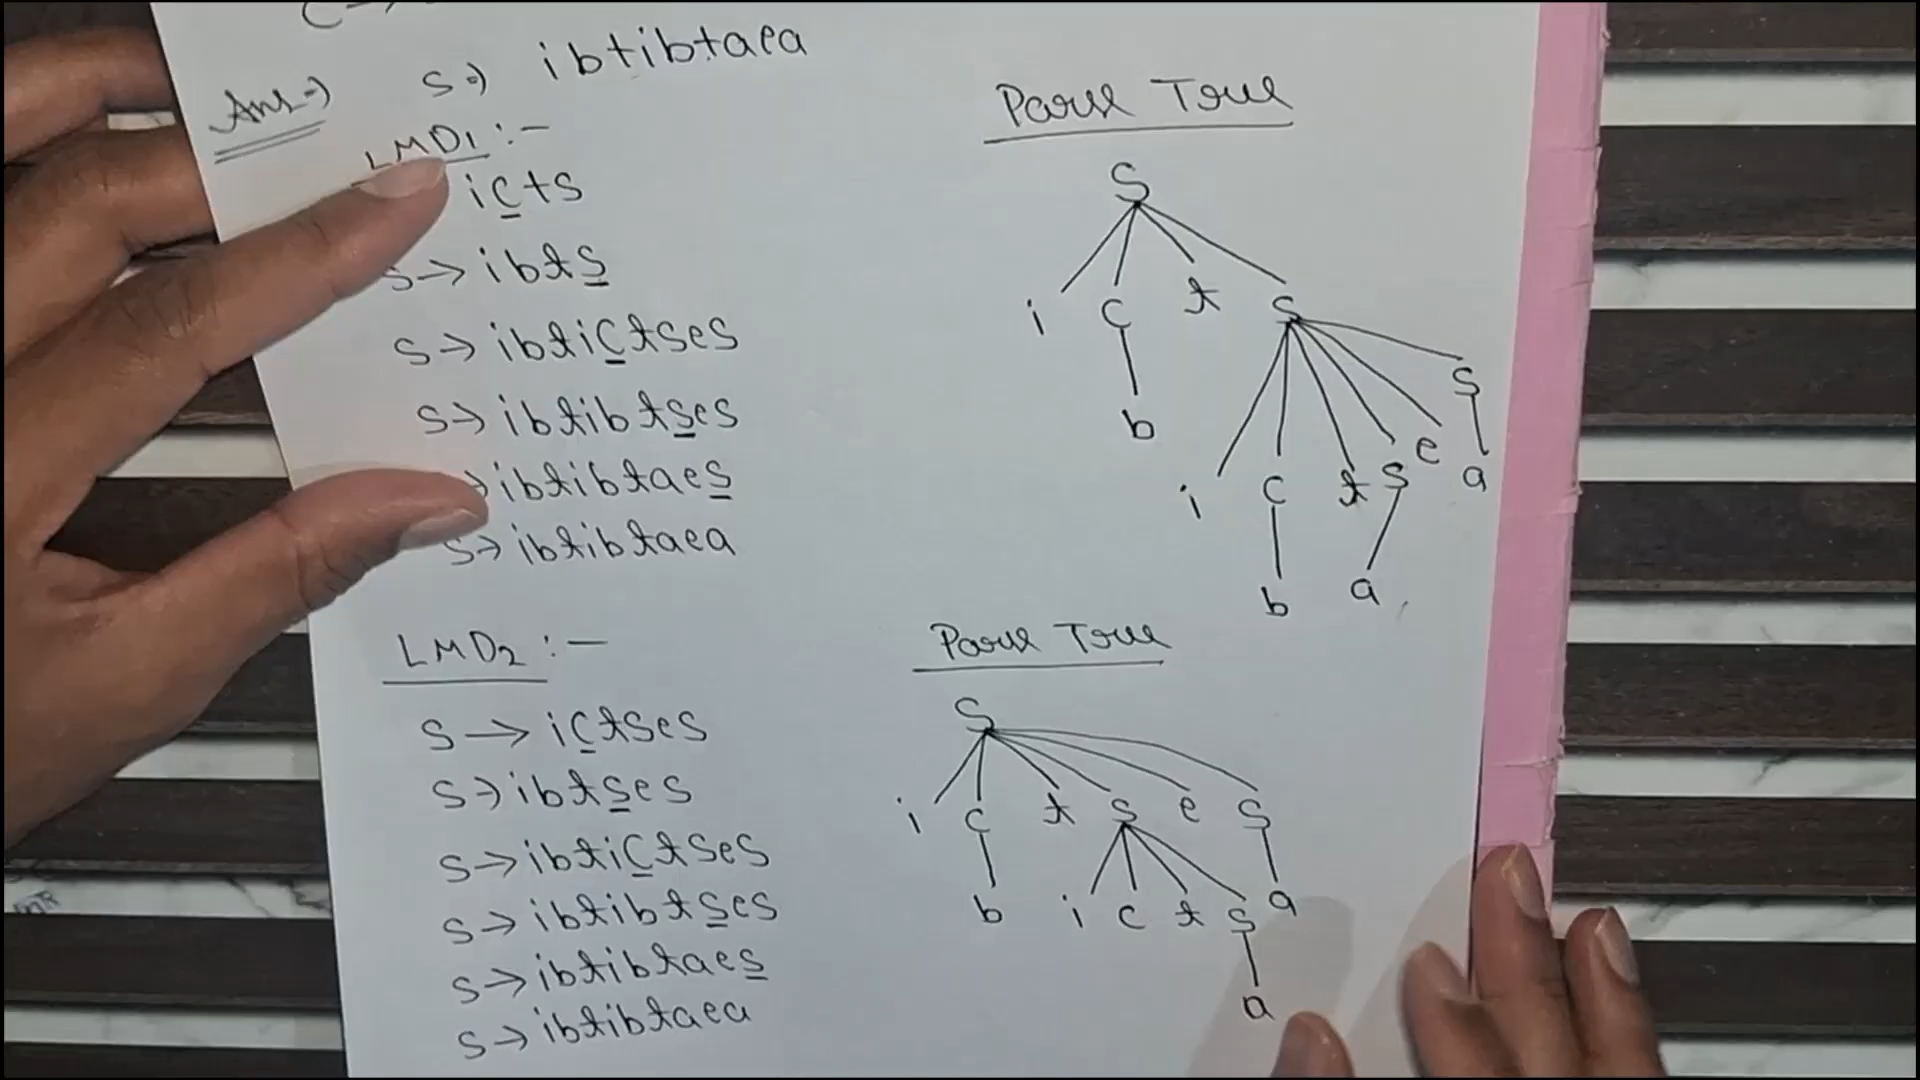 C→
Ans→) S→) ibtibtaea
LMD1 :-
icts
s→ ibts
s→ ibtictses
s→ ibtibtses
→ibtibtaes
s→ ibtibtaea
Parse Tree
S
i C t S
b
S
i C t S e a
b a
LMD2 :-
s→ ictses
s→ibtses
s→ibtictses
s→ibtibtses
s→ibtibtaes
s→ibtibtaea
Parse Tree
S
i C t S e S
b i C t S a
a